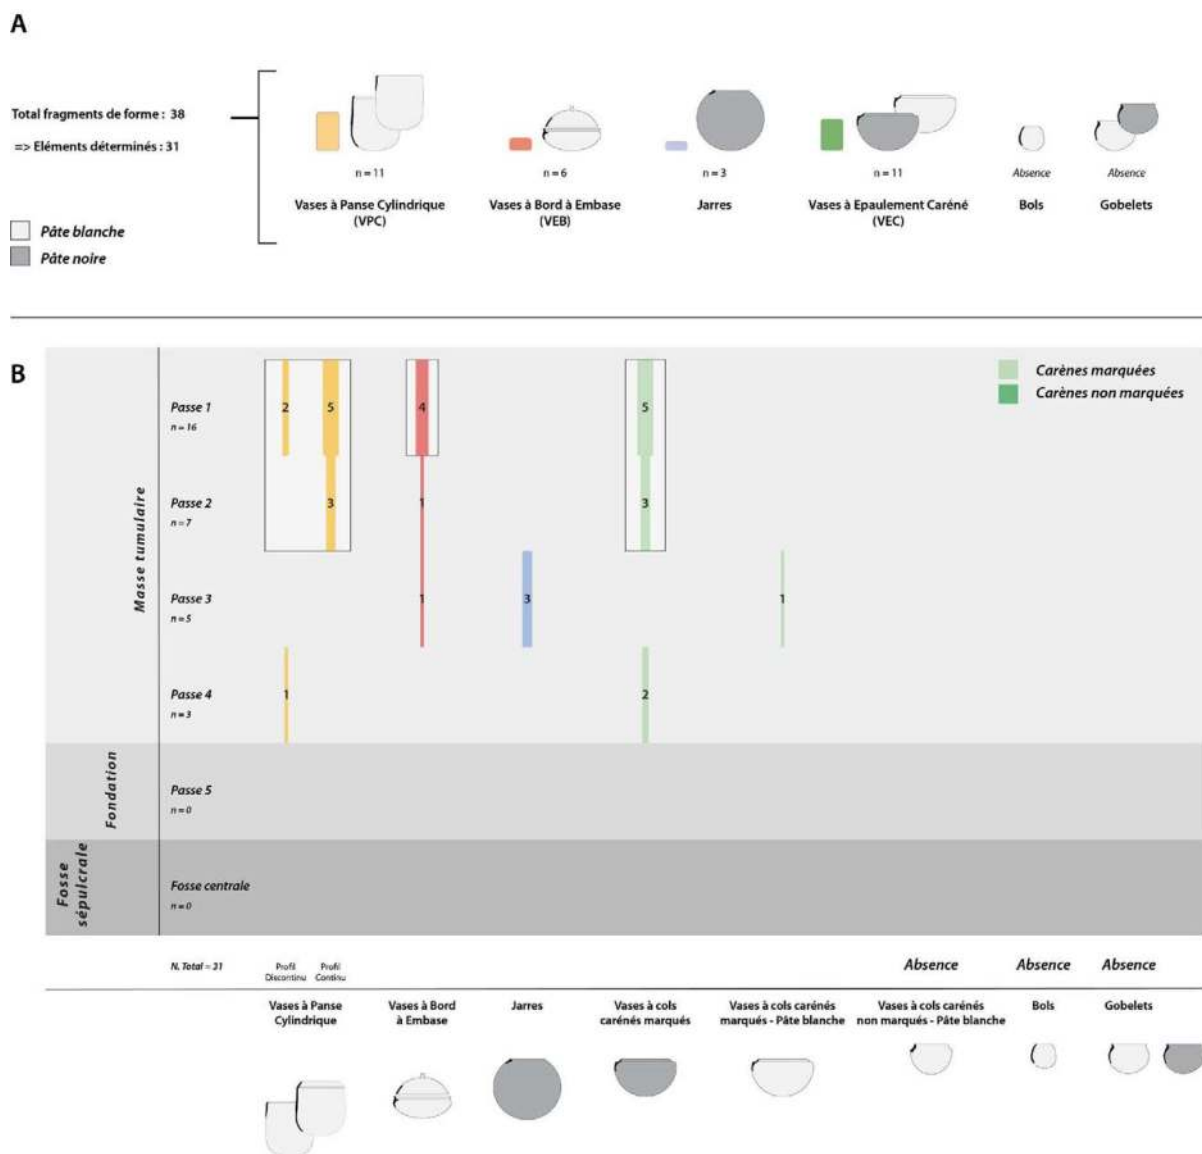 A
Total fragments de forme : 38
=> Eléments déterminés : 31
n = 11
n = 6
n = 3
n = 11
Absence
Absence
Vases à Panse Cylindrique
(VPC)
Vases à Bord à Embase
(VEB)
Jarres
Vases à Epaulement Caréné
(VEC)
Bols
Gobelets
Pâte blanche
Pâte noire
B
Carènes marquées
Carènes non marquées
Masse tumulaire
Passe 1
n = 16
2
5
4
5
Passe 2
n = 7
3
1
3
Passe 3
n = 5
1
3
1
Passe 4
n = 3
1
2
Fondation
Passe 5
n = 0
Fosse
sépulcrale
Fosse centrale
n = 0
N. Total = 31
Profil
Discontinu
Profil
Continu
Absence
Absence
Absence
Vases à Panse
Cylindrique
Vases à Bord
à Embase
Jarres
Vases à cols
carénés marqués
Vases à cols carénés
marqués - Pâte blanche
Vases à cols carénés
non marqués - Pâte blanche
Bols
Gobelets